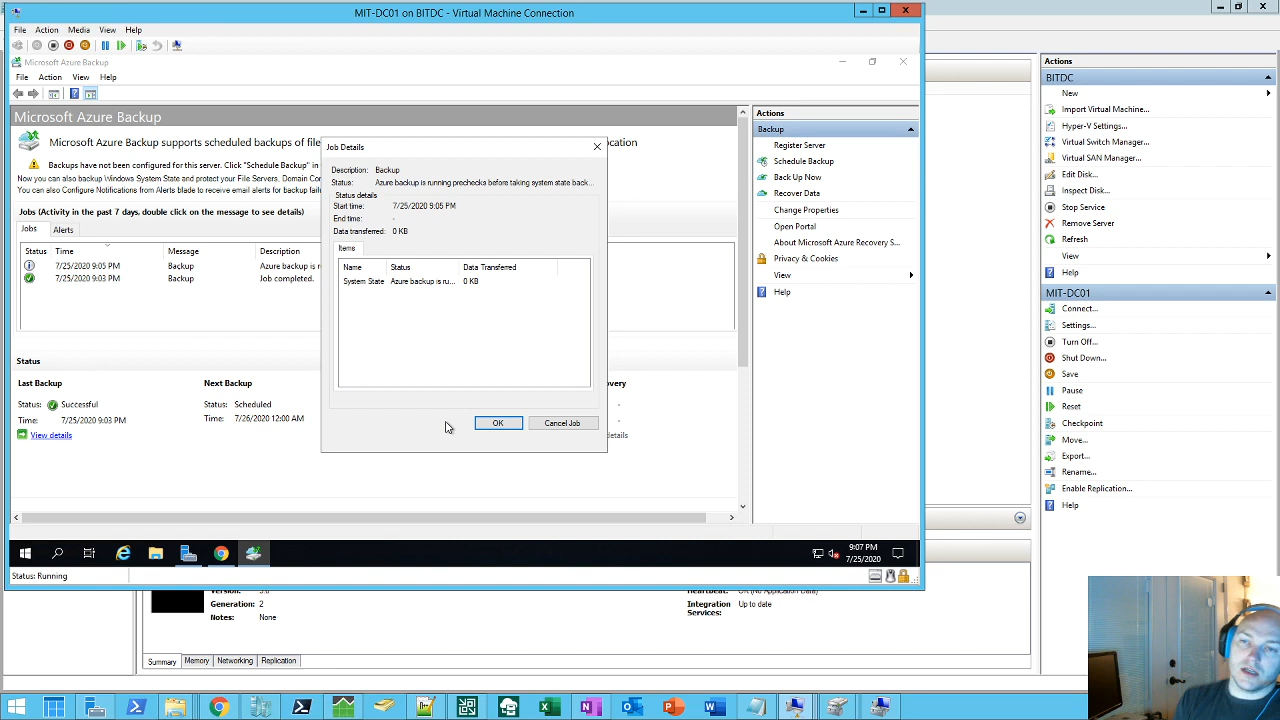 MIT-DC01 on BITDC - Virtual Machine Connection
File Action Media View Help
Microsoft Azure Backup
File Action View Help
Microsoft Azure Backup
Microsoft Azure Backup supports scheduled backups of file
location
Backups have not been configured for this server. Click "Schedule Backup" in
Now you can also backup Windows System State and protect your File Servers, Domain Co
You can also Configure Notifications from Alerts blade to receive email alerts for backup fail
Jobs (Activity in the past 7 days, double click on the message to see details)
Jobs Alerts
Status Time Message Description
7/25/2020 9:05 PM Backup Azure backup is r
7/25/2020 9:03 PM Backup Job completed.
Status
Last Backup
Status: Successful
Time: 7/25/2020 9:03 PM
View details
Next Backup
Status: Scheduled
Time: 7/26/2020 12:00 AM
overy
-
-
details
Job Details
Description: Backup
Status: Azure backup is running prechecks before taking system state back...
Status details
Start time: 7/25/2020 9:05 PM
End time: -
Data transferred: 0 KB
Items
Name Status Data Transferred
System State Azure backup is ru... 0 KB
OK Cancel Job
Actions
Backup
Register Server
Schedule Backup
Back Up Now
Recover Data
Change Properties
Open Portal
About Microsoft Azure Recovery S...
Privacy & Cookies
View
Help
9:07 PM
7/25/2020
Status: Running
Generation: 2
Notes: None
Integration Up to date
Services:
Summary Memory Networking Replication
Actions
BITDC
New
Import Virtual Machine...
Hyper-V Settings...
Virtual Switch Manager...
Virtual SAN Manager...
Edit Disk...
Inspect Disk...
Stop Service
Remove Server
Refresh
View
Help
MIT-DC01
Connect...
Settings...
Turn Off...
Shut Down...
Save
Pause
Reset
Checkpoint
Move...
Export...
Rename...
Enable Replication...
Help